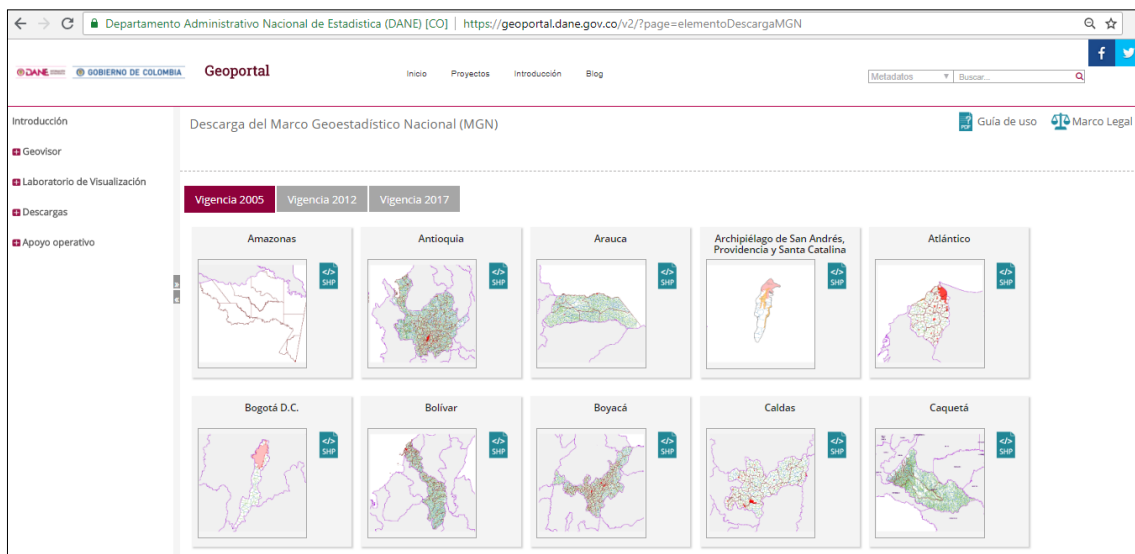 Departamento Administrativo Nacional de Estadistica (DANE) [CO] | https://geoportal.dane.gov.co/v2/?page=elementoDescargaMGN
DANE GOBIERNO DE COLOMBIA Geoportal
Inicio Proyectos Introducción Blog
Metadatos Buscar...
Introducción
Geovisor
Laboratorio de Visualización
Descargas
Apoyo operativo
Descarga del Marco Geoestadístico Nacional (MGN)
PDF Guía de uso Marco Legal
Vigencia 2005 Vigencia 2012 Vigencia 2017
Amazonas
</> SHP
Antioquia
</> SHP
Arauca
</> SHP
Archipiélago de San Andrés,
Providencia y Santa Catalina
</> SHP
Atlántico
</> SHP
Bogotá D.C.
</> SHP
Bolívar
</> SHP
Boyacá
</> SHP
Caldas
</> SHP
Caquetá
</> SHP